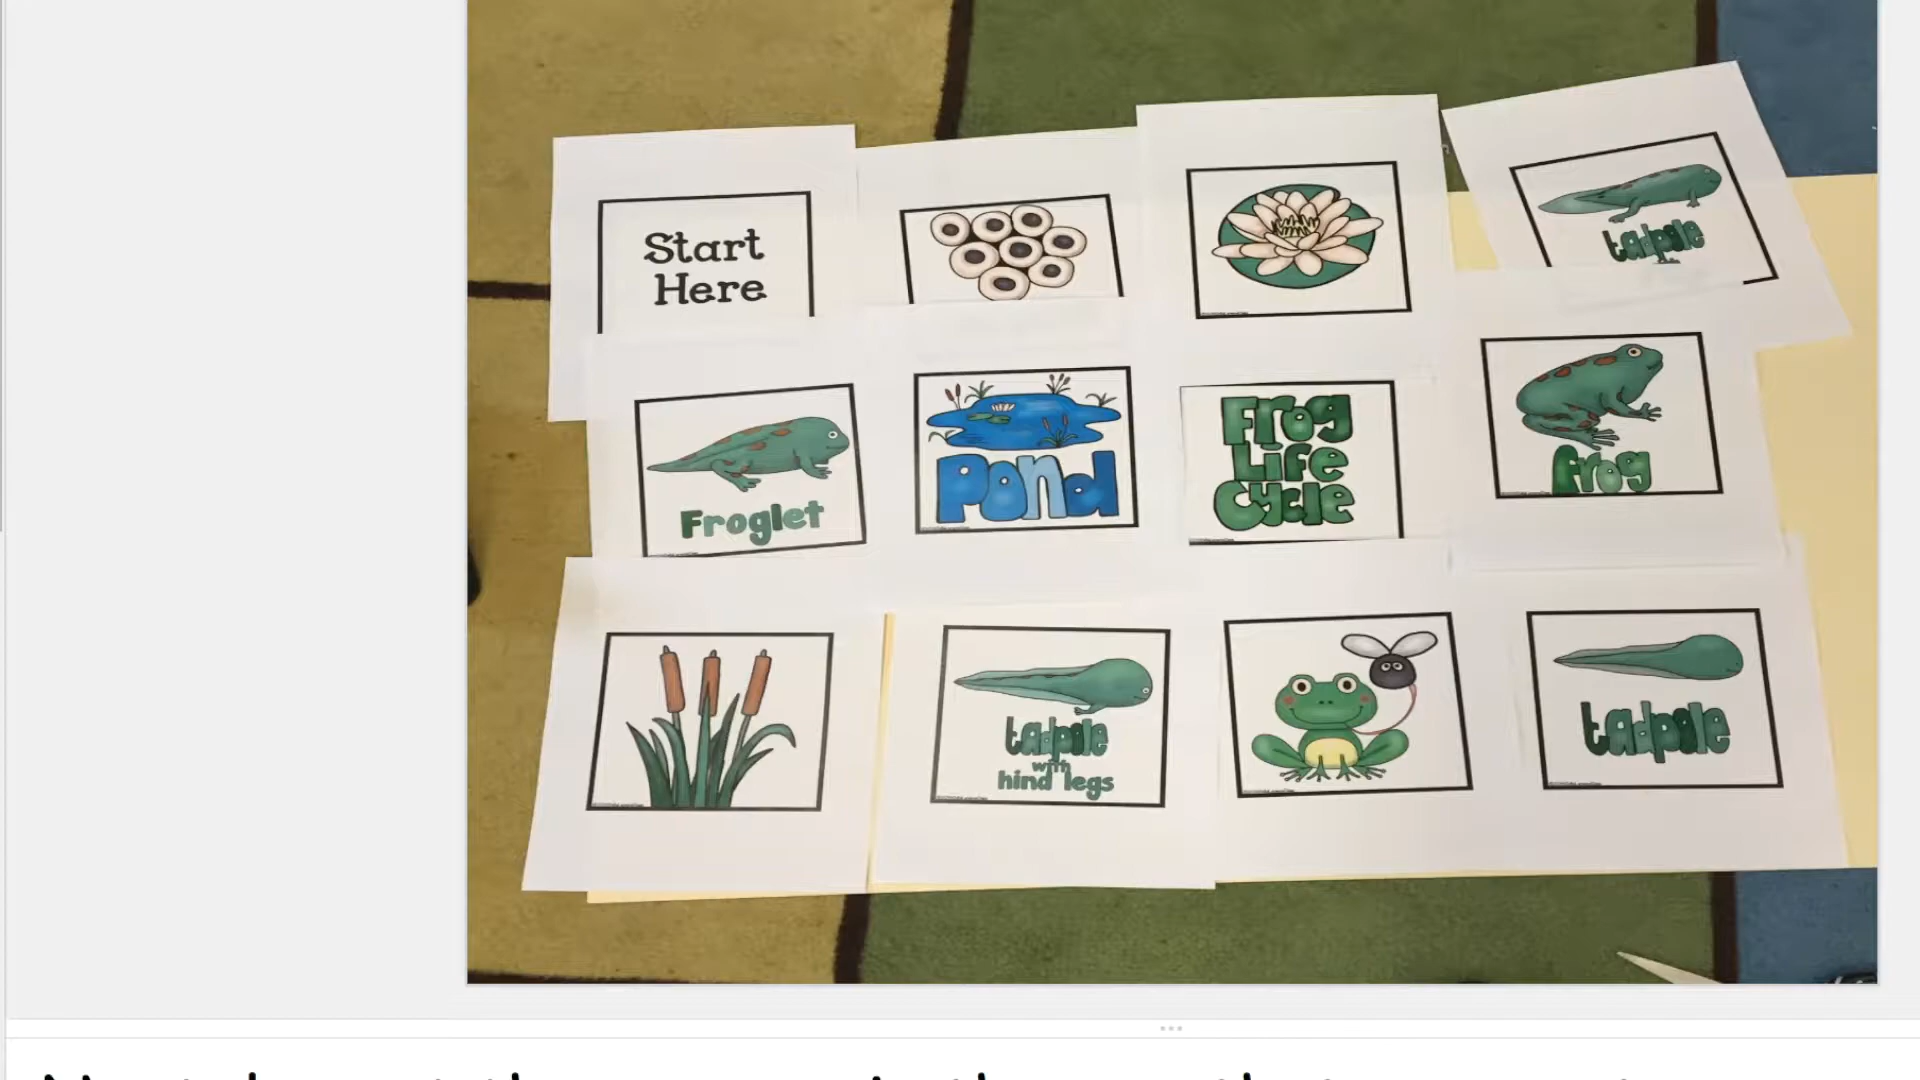 Start
Here
tadpole
Froglet
Pond
Frog
Life
Cycle
frog
tadpole
with
hind legs
tadpole